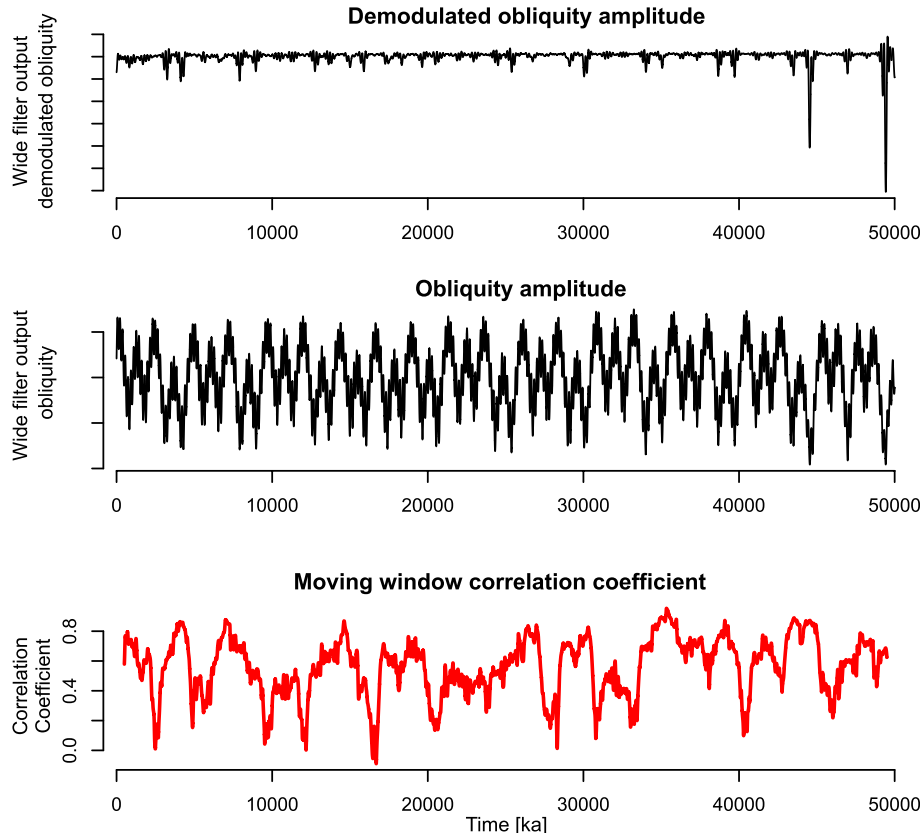 Demodulated obliquity amplitude
Wide filter output
demodulated obliquity
0 10000 20000 30000 40000 50000
Obliquity amplitude
Wide filter output
obliquity
0 10000 20000 30000 40000 50000
Moving window correlation coefficient
Correlation
Coefficient
0.8
0.4
0.0
0 10000 20000 30000 40000 50000
Time [ka]